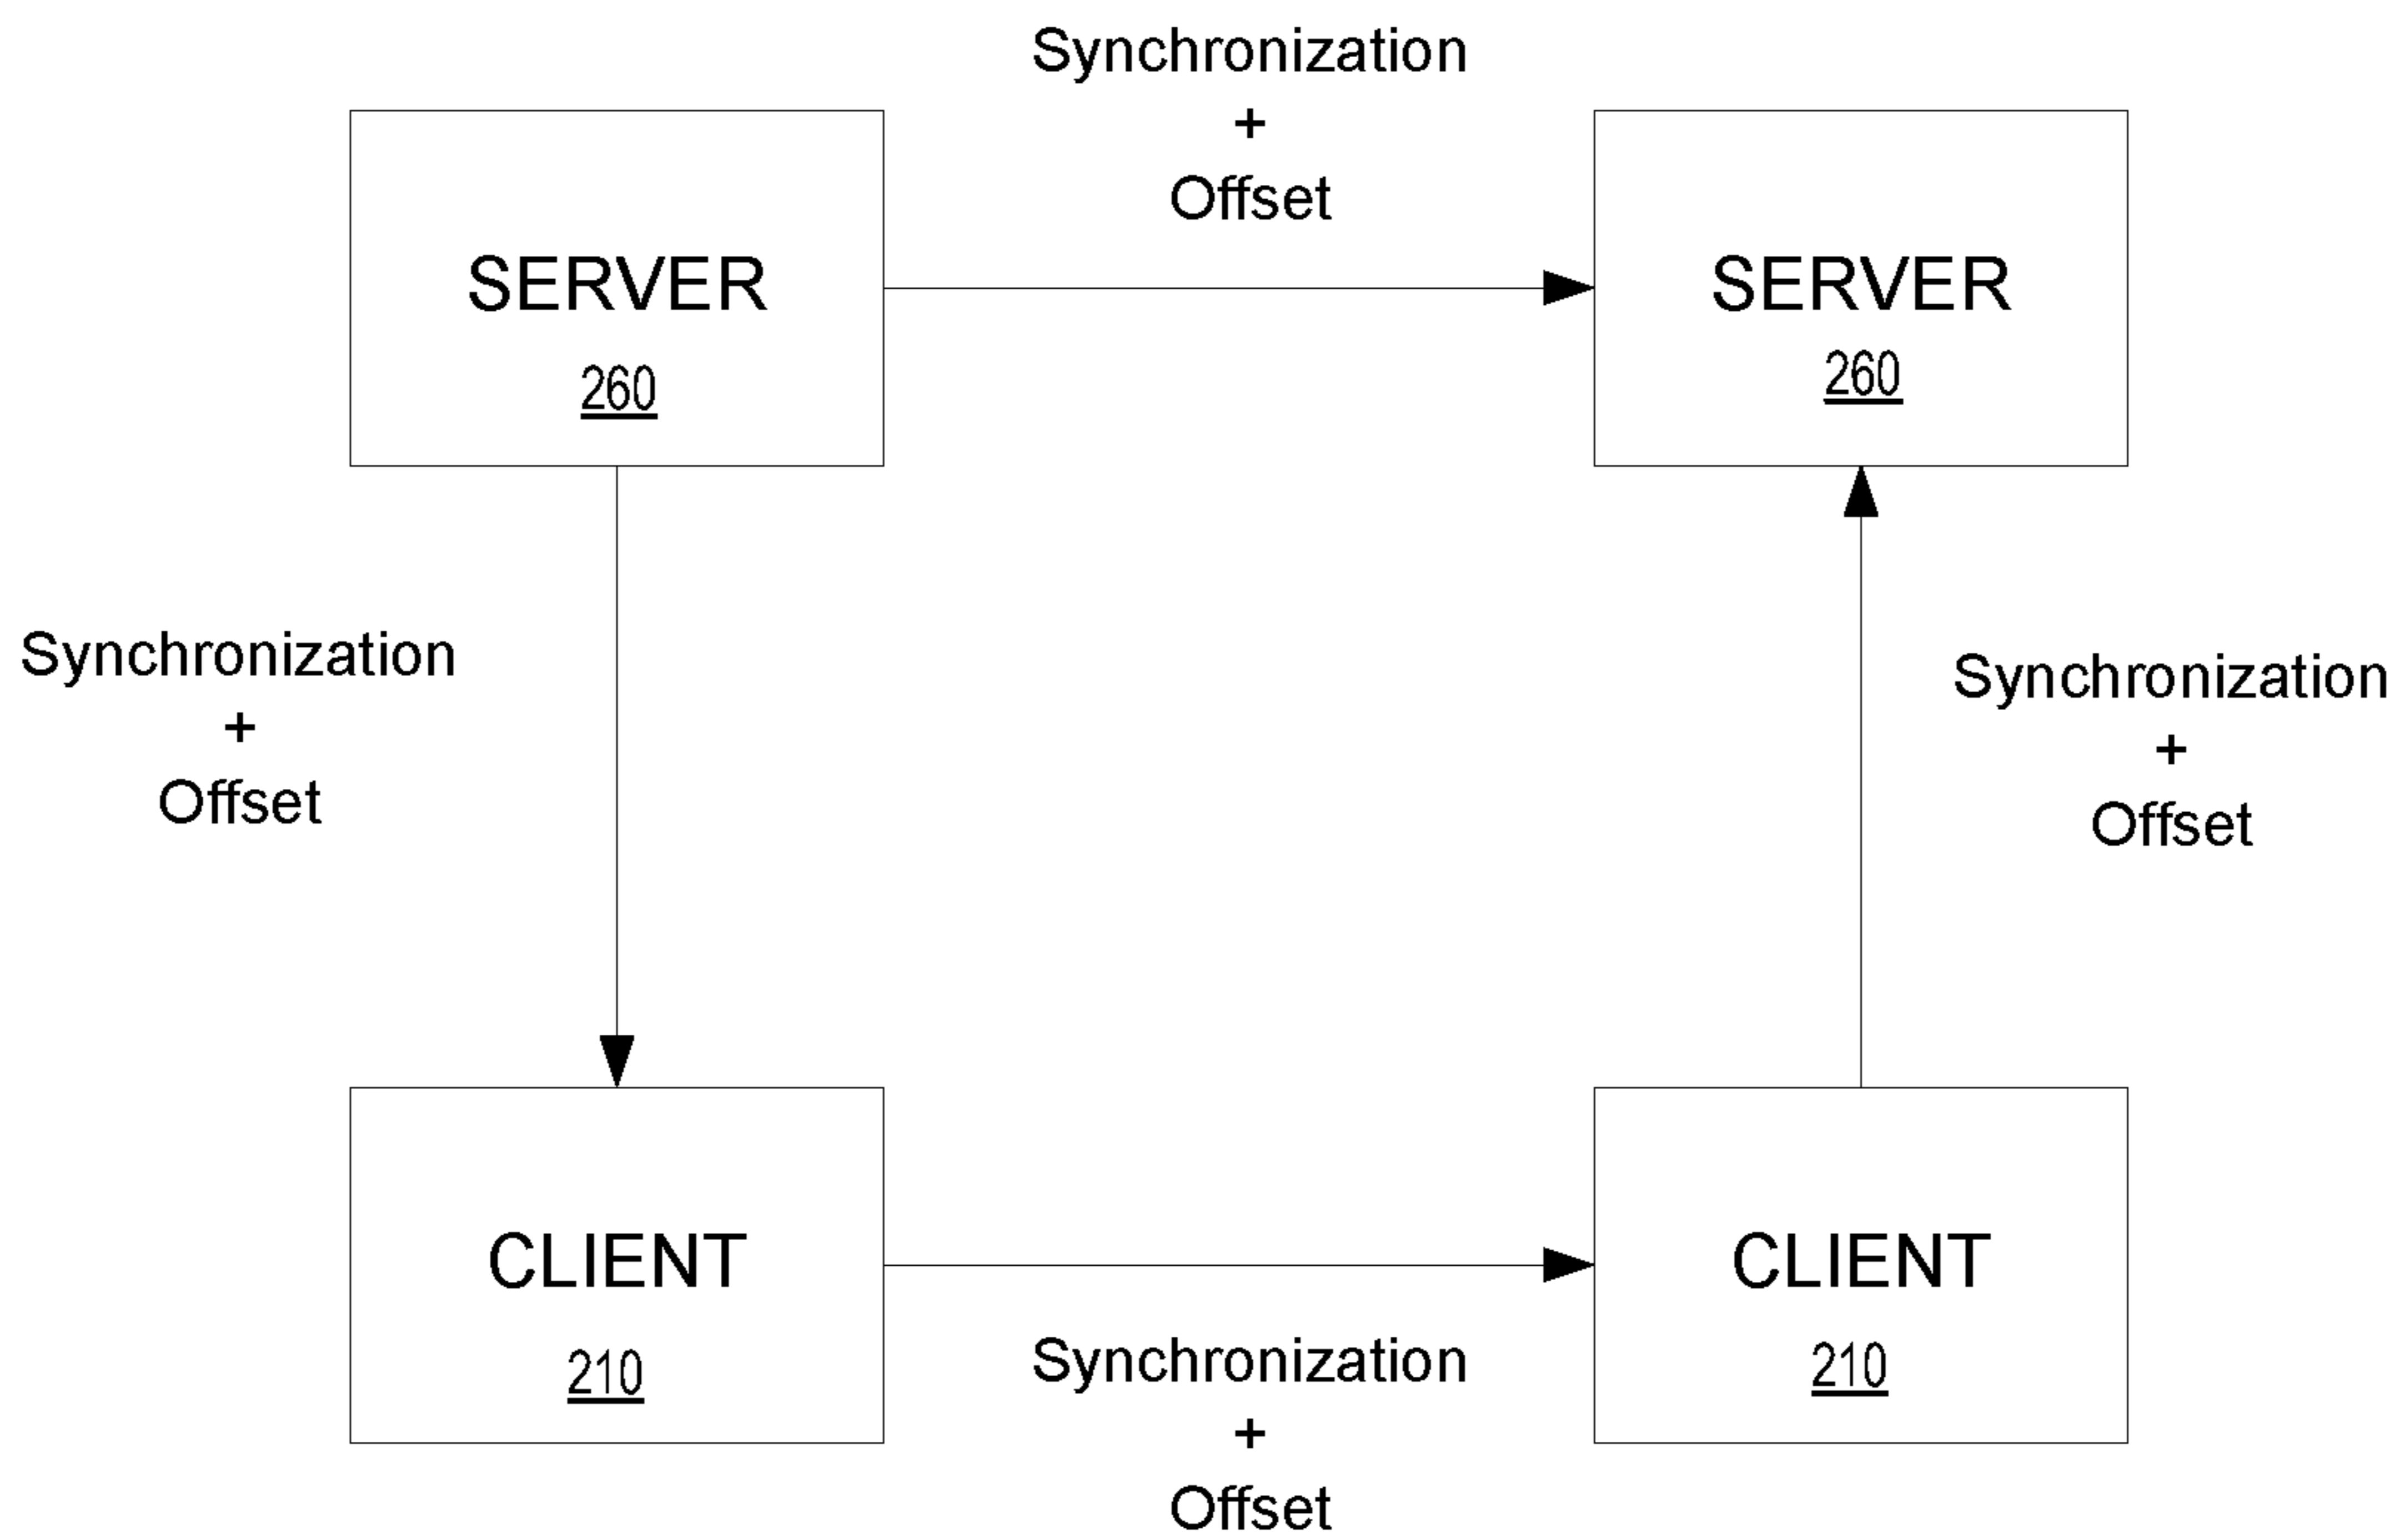 Synchronization
+
Offset
SERVER
260
SERVER
260
Synchronization
+
Offset
Synchronization
+
Offset
CLIENT
210
CLIENT
210
Synchronization
+
Offset